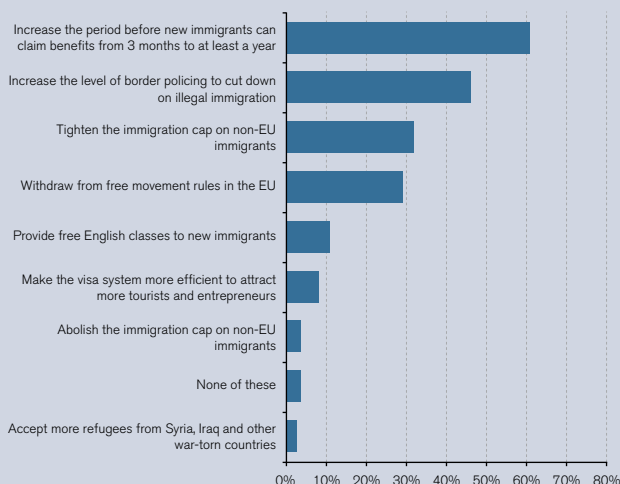 Increase the period before new immigrants can
claim benefits from 3 months to at least a year
Increase the level of border policing to cut down
on illegal immigration
Tighten the immigration cap on non-EU
immigrants
Withdraw from free movement rules in the EU
Provide free English classes to new immigrants
Make the visa system more efficient to attract
more tourists and entrepreneurs
Abolish the immigration cap on non-EU
immigrants
None of these
Accept more refugees from Syria, Iraq and other
war-torn countries
0% 10% 20% 30% 40% 50% 60% 70% 80%